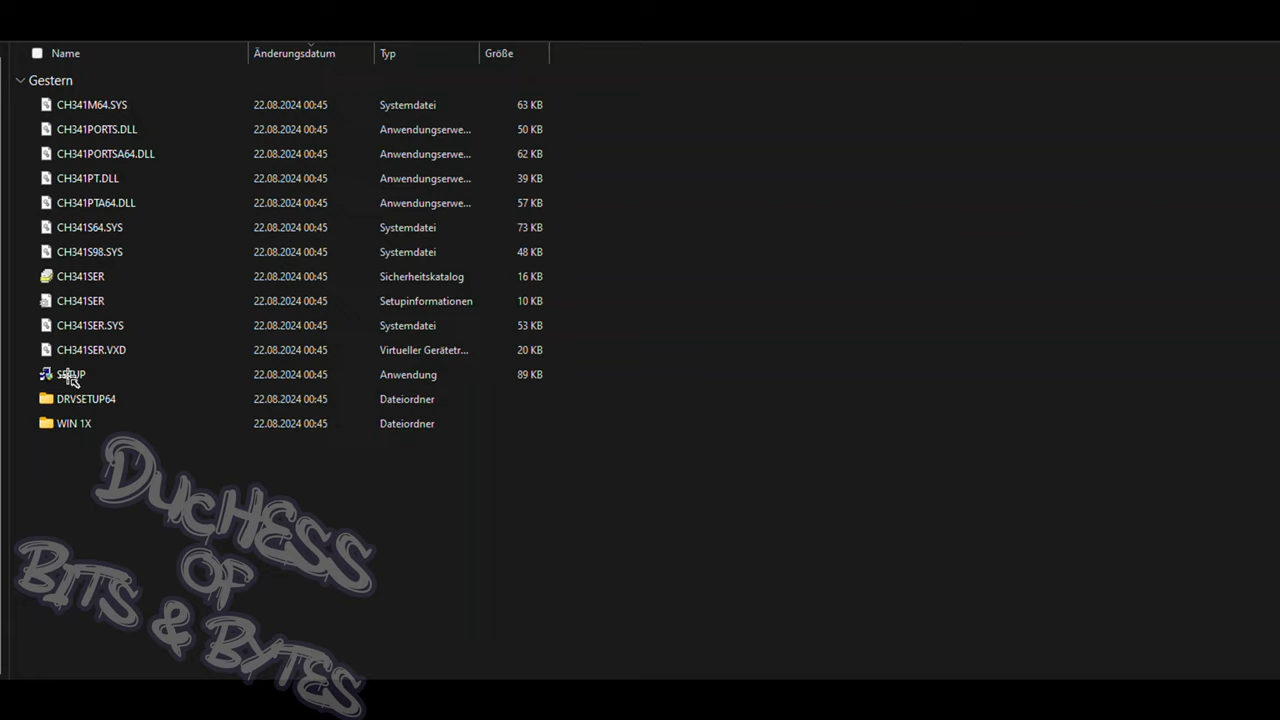 Name Änderungsdatum Typ Größe
Gestern
CH341M64.SYS 22.08.2024 00:45 Systemdatei 63 KB
CH341PORTS.DLL 22.08.2024 00:45 Anwendungserwe... 50 KB
CH341PORTSA64.DLL 22.08.2024 00:45 Anwendungserwe... 62 KB
CH341PT.DLL 22.08.2024 00:45 Anwendungserwe... 39 KB
CH341PTA64.DLL 22.08.2024 00:45 Anwendungserwe... 57 KB
CH341S64.SYS 22.08.2024 00:45 Systemdatei 73 KB
CH341S98.SYS 22.08.2024 00:45 Systemdatei 48 KB
CH341SER 22.08.2024 00:45 Sicherheitskatalog 16 KB
CH341SER 22.08.2024 00:45 Setupinformationen 10 KB
CH341SER.SYS 22.08.2024 00:45 Systemdatei 53 KB
CH341SER.VXD 22.08.2024 00:45 Virtueller Gerätetr... 20 KB
SETUP 22.08.2024 00:45 Anwendung 89 KB
DRVSETUP64 22.08.2024 00:45 Dateiordner
WIN 1X 22.08.2024 00:45 Dateiordner
DUCHESS
OF
BITS & BYTES